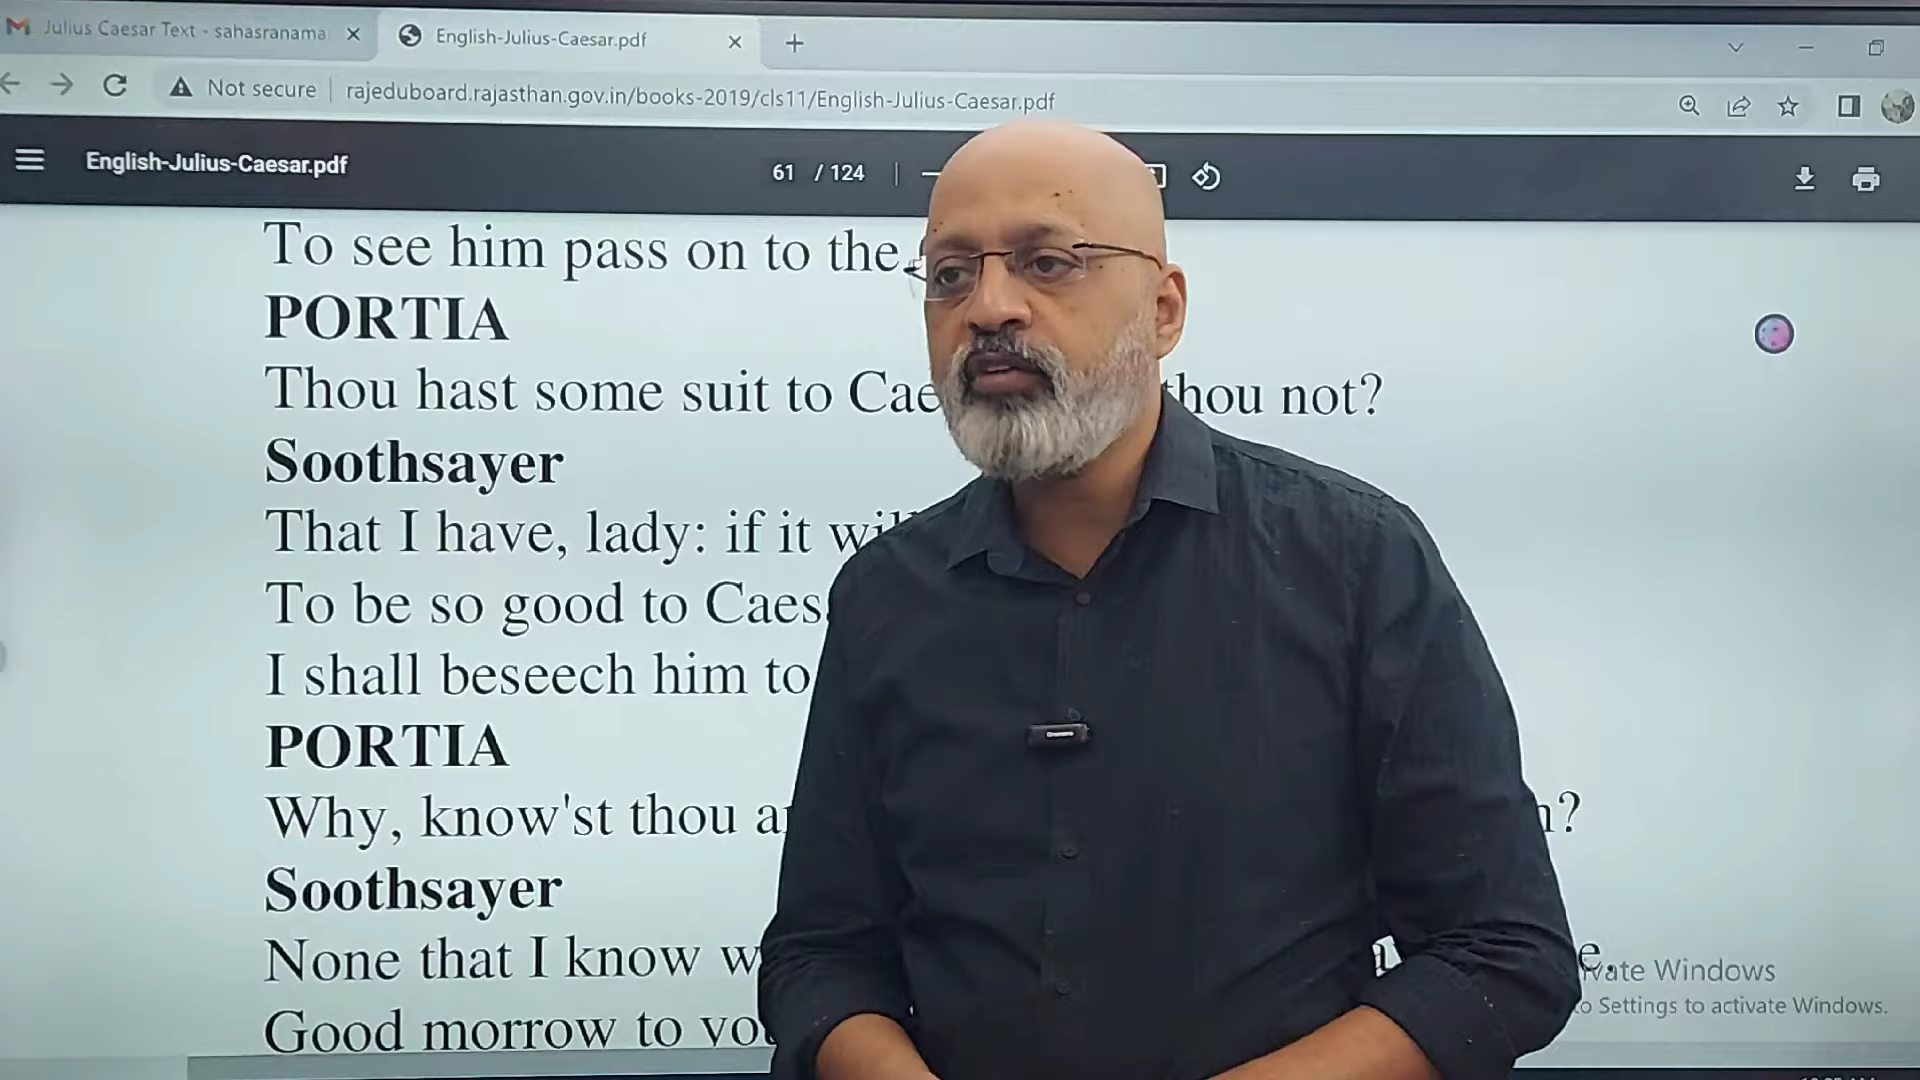 Julius Caesar Text - sahasranama
English-Julius-Caesar.pdf
Not secure rajeduboard.rajasthan.gov.in/books-2019/cls11/English-Julius-Caesar.pdf
English-Julius-Caesar.pdf 61 / 124
To see him pass on to the
PORTIA
Thou hast some suit to Cae hou not?
Soothsayer
That I have, lady: if it wil
To be so good to Caes
I shall beseech him to
PORTIA
Why, know'st thou a ?
Soothsayer
None that I know w e.
Good morrow to yo
vate Windows
o Settings to activate Windows.